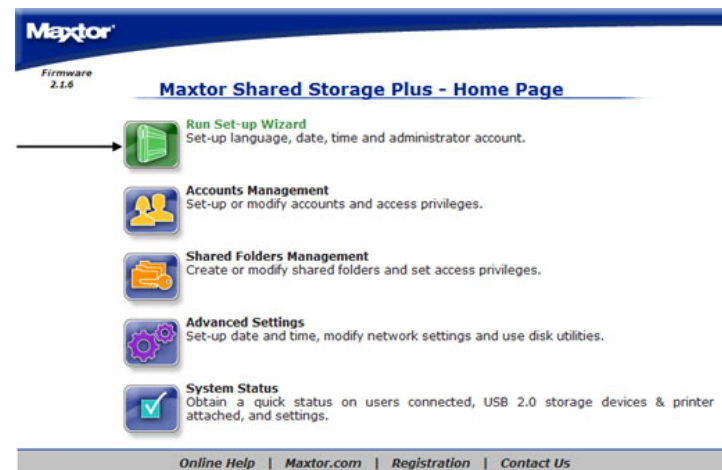 Maxtor
Firmware
2.1.6
Maxtor Shared Storage Plus - Home Page
Run Set-up Wizard
Set-up language, date, time and administrator account.
Accounts Management
Set-up or modify accounts and access privileges.
Shared Folders Management
Create or modify shared folders and set access privileges.
Advanced Settings
Set-up date and time, modify network settings and use disk utilities.
System Status
Obtain a quick status on users connected, USB 2.0 storage devices & printer
attached, and settings.
Online Help | Maxtor.com | Registration | Contact Us